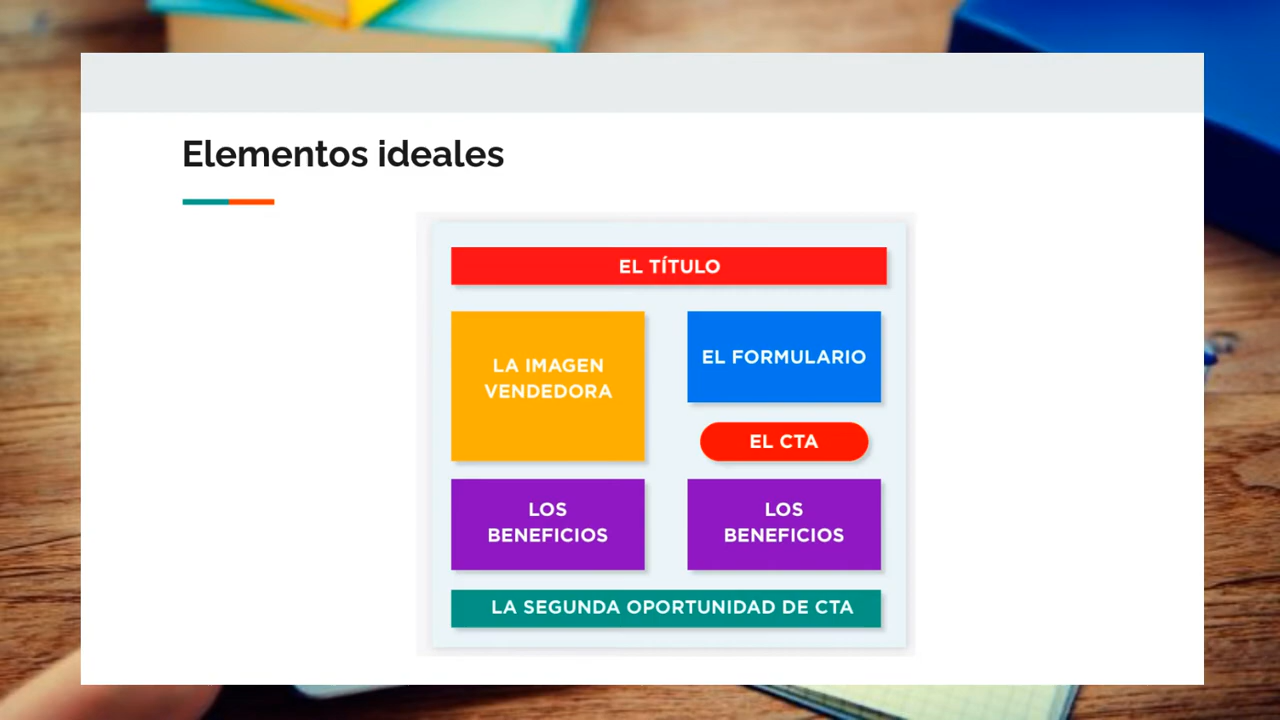 Elementos ideales
EL TÍTULO
LA IMAGEN
VENDEDORA
EL FORMULARIO
EL CTA
LOS
BENEFICIOS
LOS
BENEFICIOS
LA SEGUNDA OPORTUNIDAD DE CTA